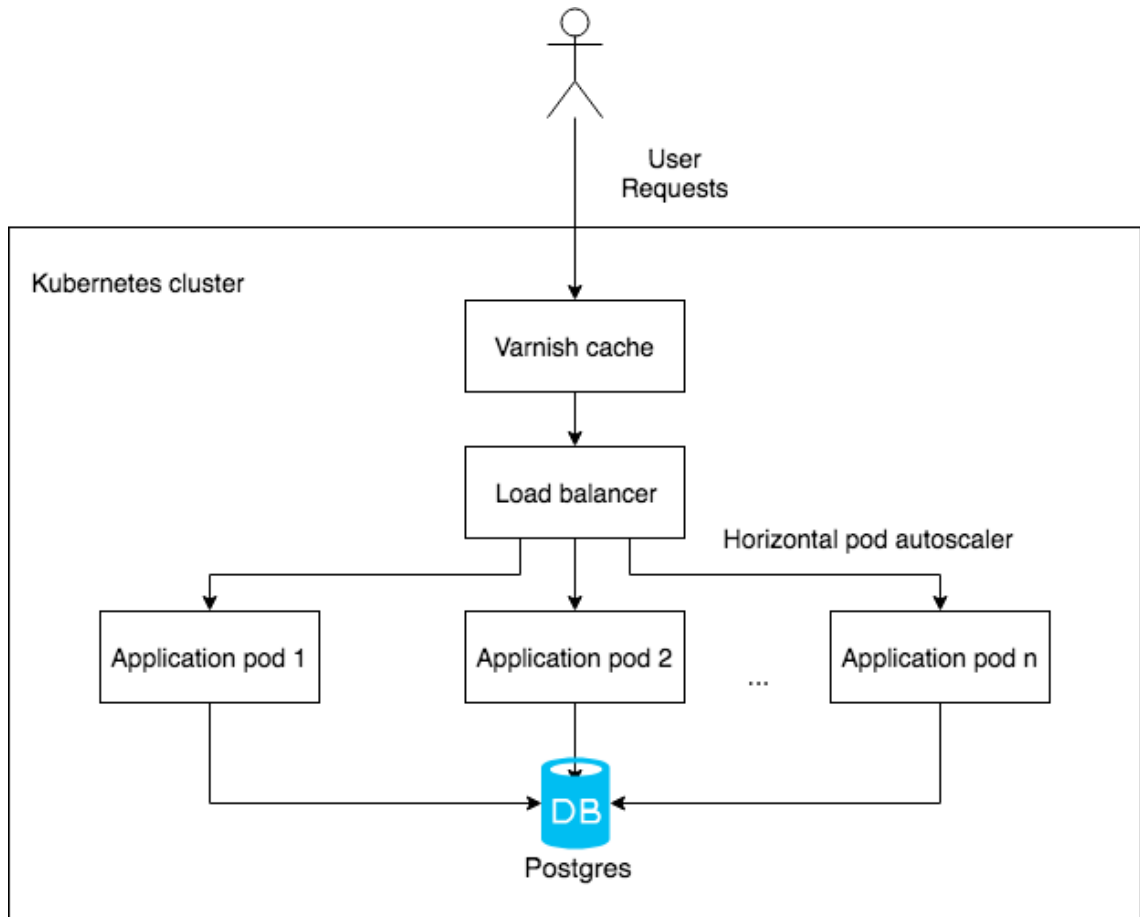 User
Requests
Kubernetes cluster
Varnish cache
Load balancer
Horizontal pod autoscaler
Application pod 1
Application pod 2
...
Application pod n
DB
Postgres